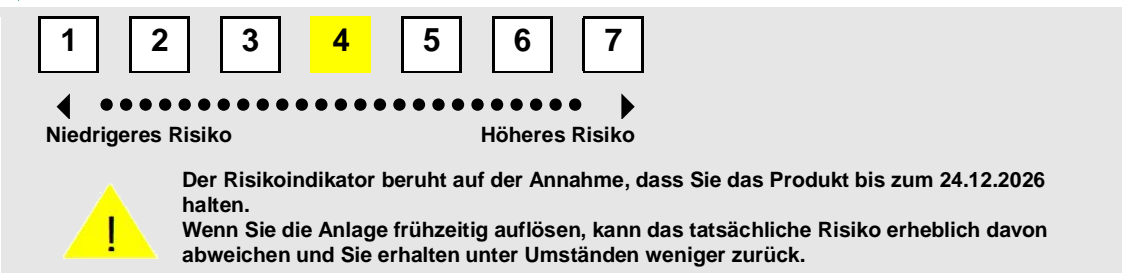 1 2 3 4 5 6 7
Niedrigeres Risiko Höheres Risiko
Der Risikoindikator beruht auf der Annahme, dass Sie das Produkt bis zum 24.12.2026
halten.
Wenn Sie die Anlage frühzeitig auflösen, kann das tatsächliche Risiko erheblich davon
abweichen und Sie erhalten unter Umständen weniger zurück.
!